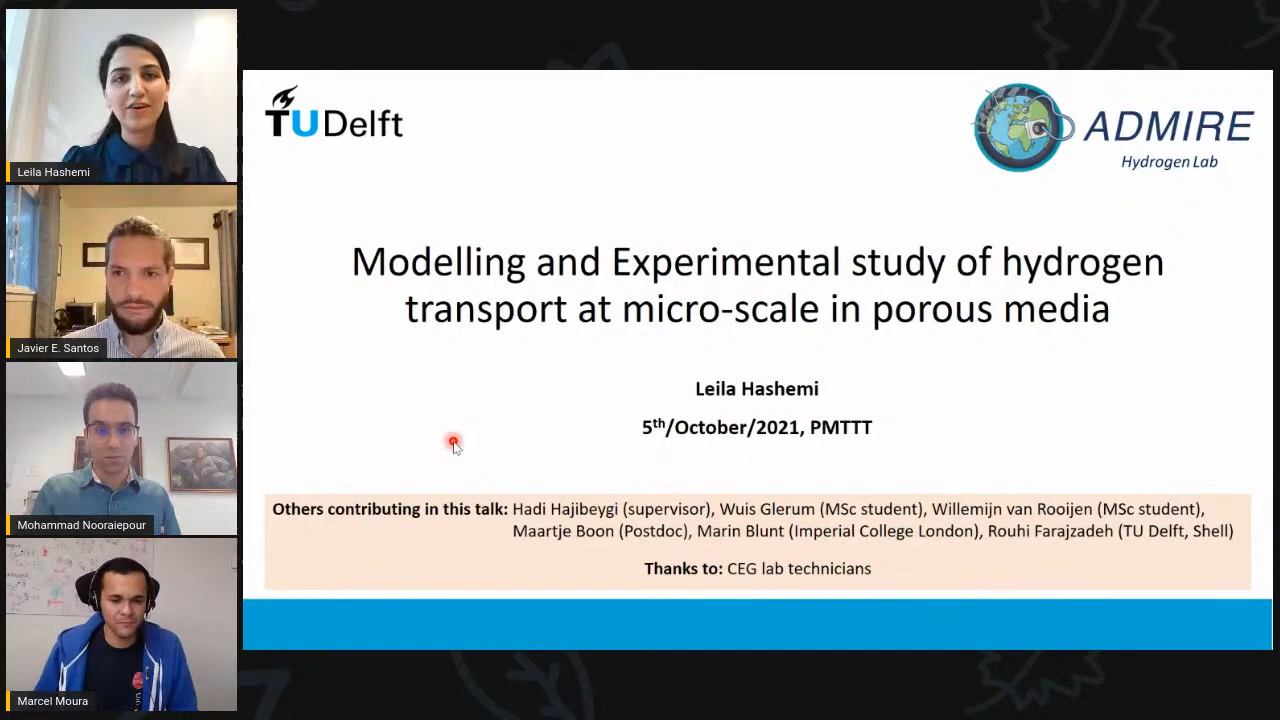 Leila Hashemi
Javier E. Santos
Mohammad Nooraiepour
Marcel Moura
TUDelft
ADMIRE
Hydrogen Lab
Modelling and Experimental study of hydrogen
transport at micro-scale in porous media
Leila Hashemi
5th/October/2021, PMTTT
Others contributing in this talk: Hadi Hajibeygi (supervisor), Wuis Glerum (MSc student), Willemijn van Rooijen (MSc student),
Maartje Boon (Postdoc), Marin Blunt (Imperial College London), Rouhi Farajzadeh (TU Delft, Shell)
Thanks to: CEG lab technicians